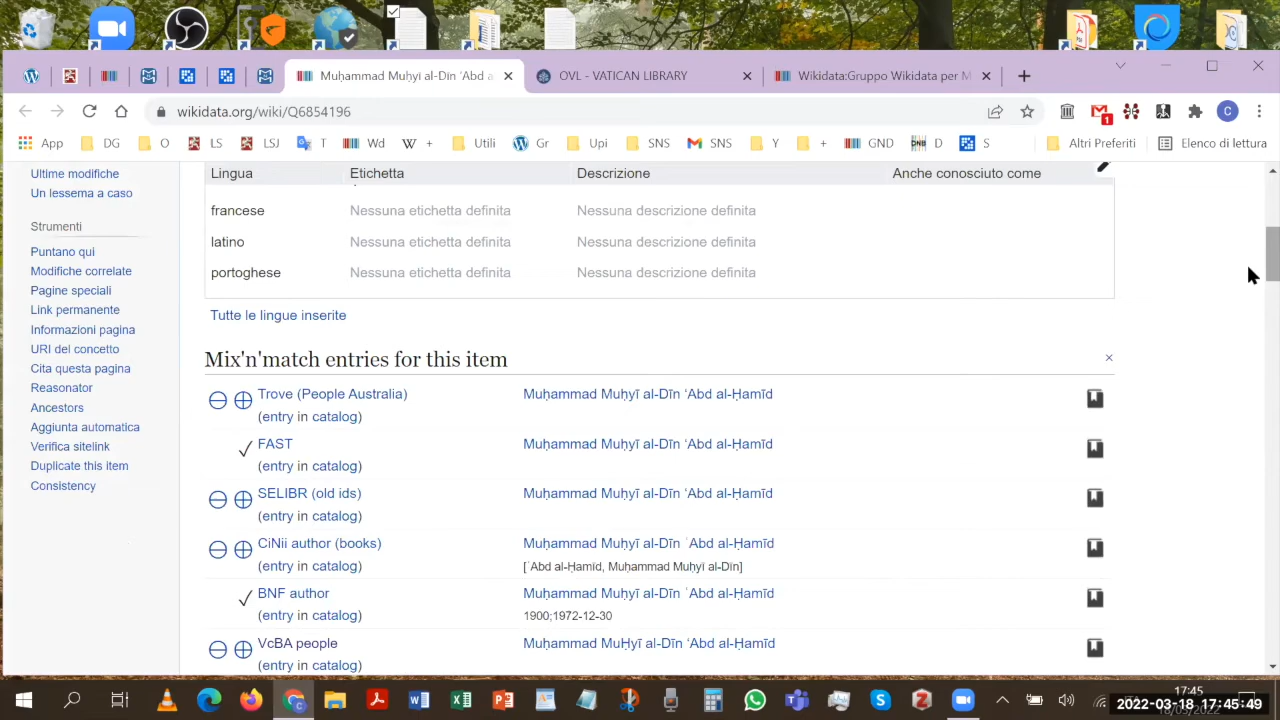 Muḥammad Muḥyī al-Dīn ʻAbd a
OVL - VATICAN LIBRARY
Wikidata:Gruppo Wikidata per M
wikidata.org/wiki/Q6854196
1
C
App
DG
O
LS
LSJ
T
Wd
+
Utili
Gr
Upi
SNS
SNS
Y
+
GND
D
S
Altri Preferiti
Elenco di lettura
Ultime modifiche
Un lessema a caso
Strumenti
Puntano qui
Modifiche correlate
Pagine speciali
Link permanente
Informazioni pagina
URI del concetto
Cita questa pagina
Reasonator
Ancestors
Aggiunta automatica
Verifica sitelink
Duplicate this item
Consistency
Lingua Etichetta Descrizione Anche conosciuto come
francese Nessuna etichetta definita Nessuna descrizione definita
latino Nessuna etichetta definita Nessuna descrizione definita
portoghese Nessuna etichetta definita Nessuna descrizione definita
Tutte le lingue inserite
Mix'n'match entries for this item
Trove (People Australia) Muḥammad Muḥyī al-Dīn ʻAbd al-Ḥamīd
(entry in catalog)
FAST Muḥammad Muḥyī al-Dīn ʻAbd al-Ḥamīd
(entry in catalog)
SELIBR (old ids) Muḥammad Muḥyī al-Dīn ʻAbd al-Ḥamīd
(entry in catalog)
CiNii author (books) Muḥammad Muḥyī al-Dīn ʿAbd al-Ḥamīd
(entry in catalog) [ʿAbd al-Ḥamīd, Muḥammad Muḥyī al-Dīn]
BNF author Muḥammad Muḥyī al-Dīn ʿAbd al-Ḥamīd
(entry in catalog) 1900;1972-12-30
VcBA people Muḥammad MuḤyī al-Dīn ʻAbd al-Ḥamīd
(entry in catalog)
17:45
2022-03-18 17:45:49